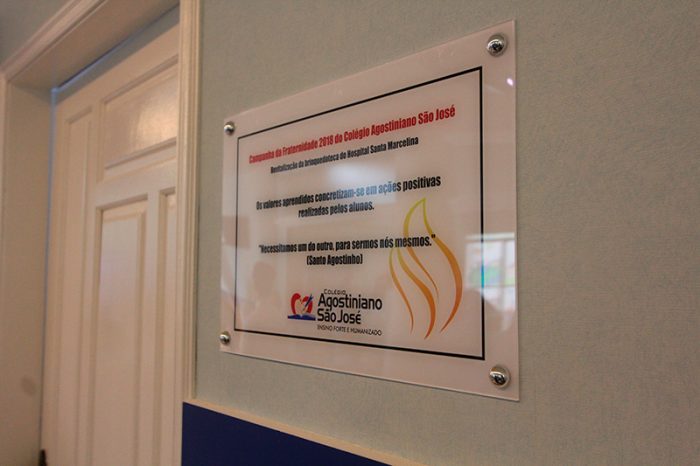 Campanha da Fraternidade 2018 do Colégio Agostiniano São José
Revitalização da Brinquedoteca do Hospital Santa Marcelina
Os valores aprendidos concretizam-se em ações positivas
realizadas pelos alunos.
"Necessitamos um do outro, para sermos nós mesmos."
(Santo Agostinho)
COLÉGIO
Agostiniano
São José
ENSINO FORTE E HUMANIZADO